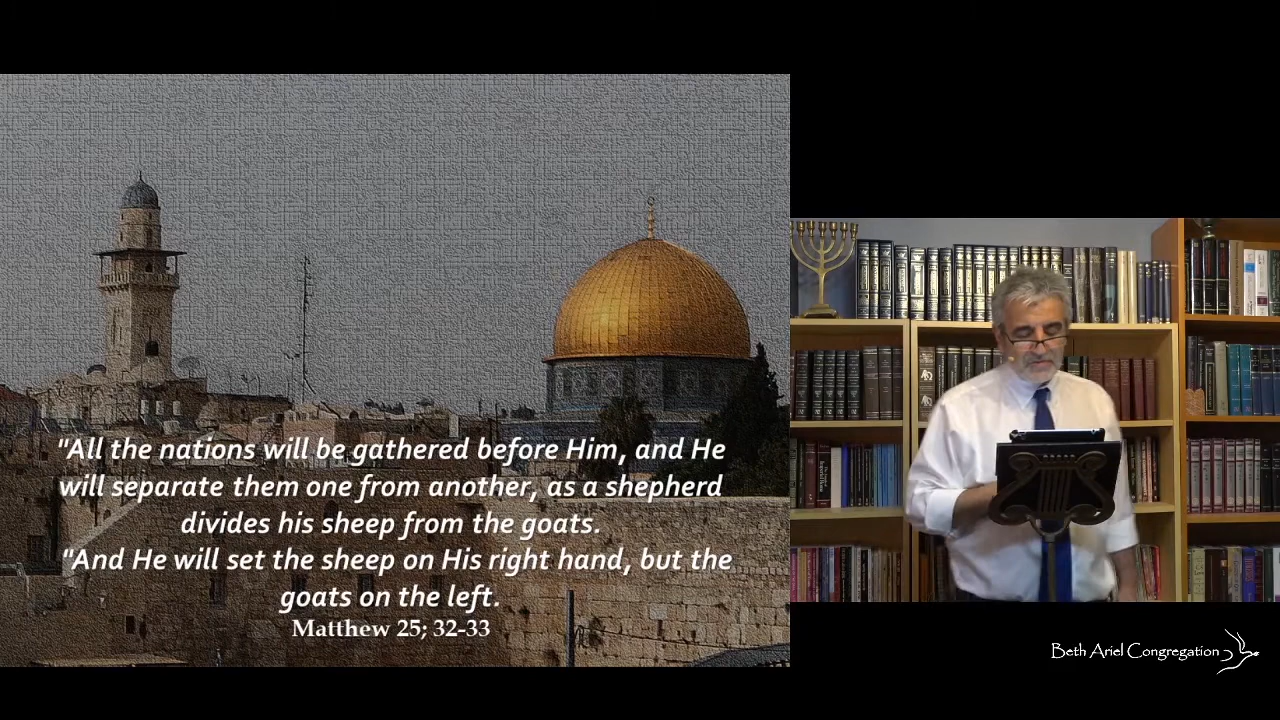 "All the nations will be gathered before Him, and He
will separate them one from another, as a shepherd
divides his sheep from the goats.
"And He will set the sheep on His right hand, but the
goats on the left.
Matthew 25; 32-33
Beth Ariel Congregation